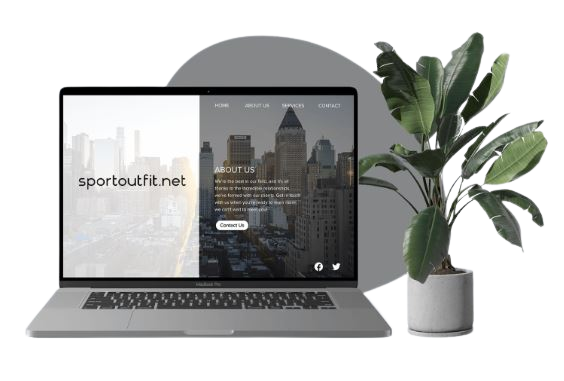 HOME ABOUT US SERVICES CONTACT
sportoutfit.net
ABOUT US
We're the best in our field, and it's all
thanks to the incredible relationships
we've formed with our clients. Get in touch
with us when you're ready to learn more;
we can't wait to meet you!
Contact Us
MacBook Pro